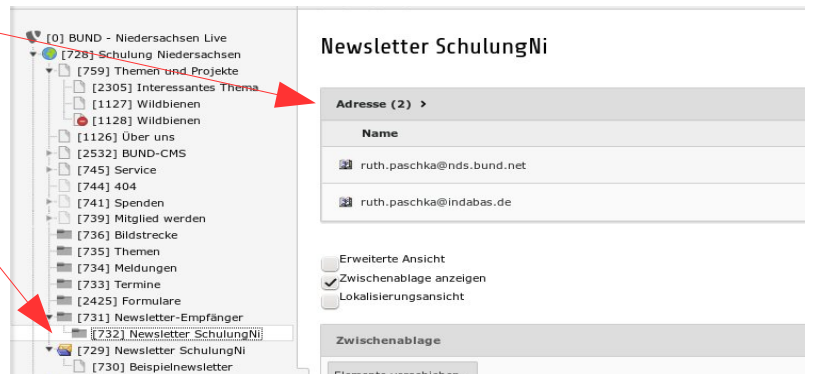 [0] BUND - Niedersachsen Live
[728] Schulung Niedersachsen
[759] Themen und Projekte
[2305] Interessantes Thema
[1127] Wildbienen
[1128] Wildbienen
[1126] Über uns
[2532] BUND-CMS
[745] Service
[744] 404
[741] Spenden
[739] Mitglied werden
[736] Bildstrecke
[735] Themen
[734] Meldungen
[733] Termine
[2425] Formulare
[731] Newsletter-Empfänger
[732] Newsletter SchulungNi
[729] Newsletter SchulungNi
[730] Beispielnewsletter
Newsletter SchulungNi
Adresse (2) >
Name
ruth.paschka@nds.bund.net
ruth.paschka@indabas.de
Erweiterte Ansicht
Zwischenablage anzeigen
Lokalisierungsansicht
Zwischenablage